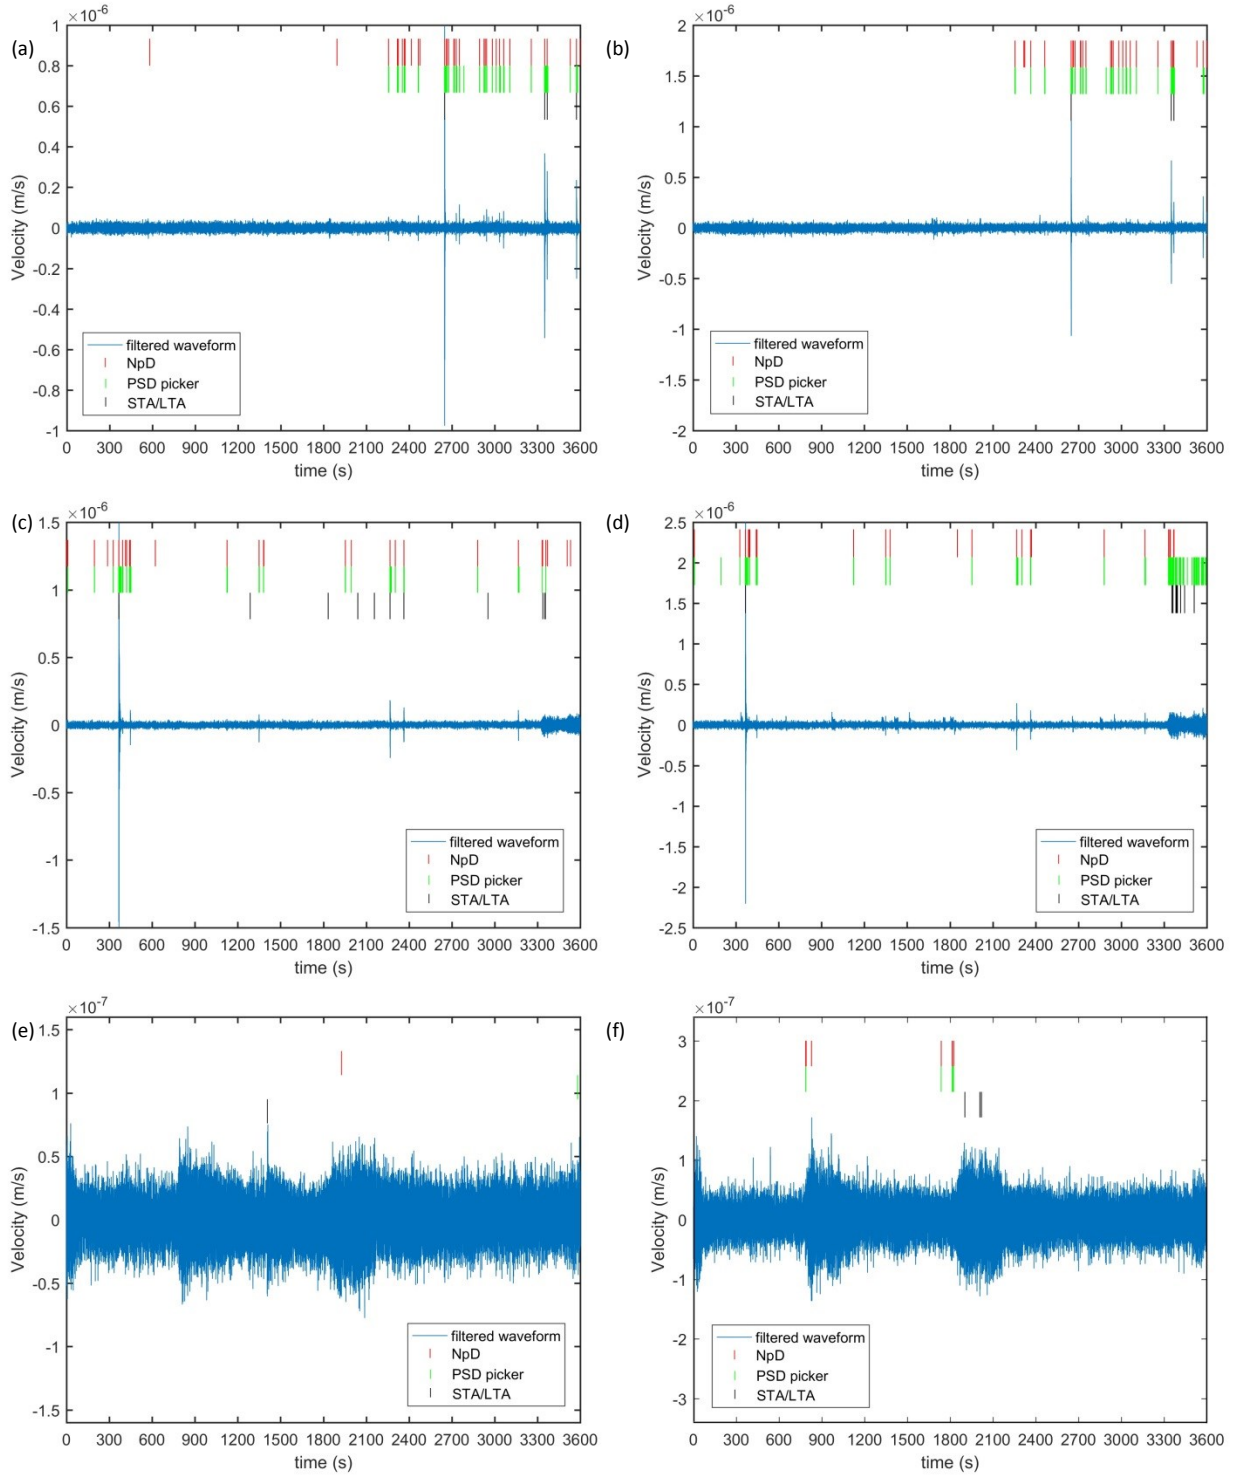 (a)
×10⁻⁶
1
0.8
0.6
0.4
0.2
0
-0.2
-0.4
-0.6
-0.8
-1
Velocity (m/s)
filtered waveform
NpD
PSD picker
STA/LTA
0 300 600 900 1200 1500 1800 2100 2400 2700 3000 3300 3600
time (s)
(b)
×10⁻⁶
2
1.5
1
0.5
0
-0.5
-1
-1.5
-2
Velocity (m/s)
filtered waveform
NpD
PSD picker
STA/LTA
0 300 600 900 1200 1500 1800 2100 2400 2700 3000 3300 3600
time (s)
(c)
×10⁻⁶
1.5
1
0.5
0
-0.5
-1
-1.5
Velocity (m/s)
filtered waveform
NpD
PSD picker
STA/LTA
0 300 600 900 1200 1500 1800 2100 2400 2700 3000 3300 3600
time (s)
(d)
×10⁻⁶
2.5
2
1.5
1
0.5
0
-0.5
-1
-1.5
-2
-2.5
Velocity (m/s)
filtered waveform
NpD
PSD picker
STA/LTA
0 300 600 900 1200 1500 1800 2100 2400 2700 3000 3300 3600
time (s)
(e)
×10⁻⁷
1.5
1
0.5
0
-0.5
-1
-1.5
Velocity (m/s)
filtered waveform
NpD
PSD picker
STA/LTA
0 300 600 900 1200 1500 1800 2100 2400 2700 3000 3300 3600
time (s)
(f)
×10⁻⁷
3
2
1
0
-1
-2
-3
Velocity (m/s)
filtered waveform
NpD
PSD picker
STA/LTA
0 300 600 900 1200 1500 1800 2100 2400 2700 3000 3300 3600
time (s)